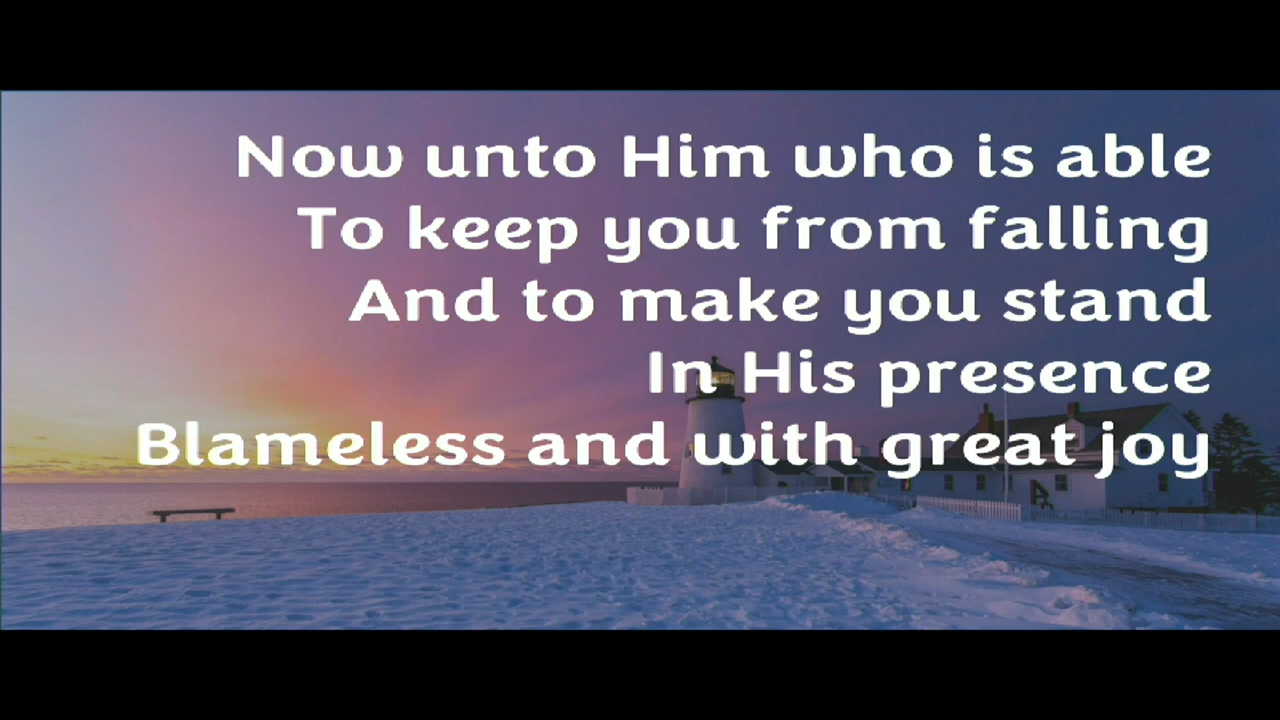 Now unto Him who is able
To keep you from falling
And to make you stand
In His presence
Blameless and with great joy